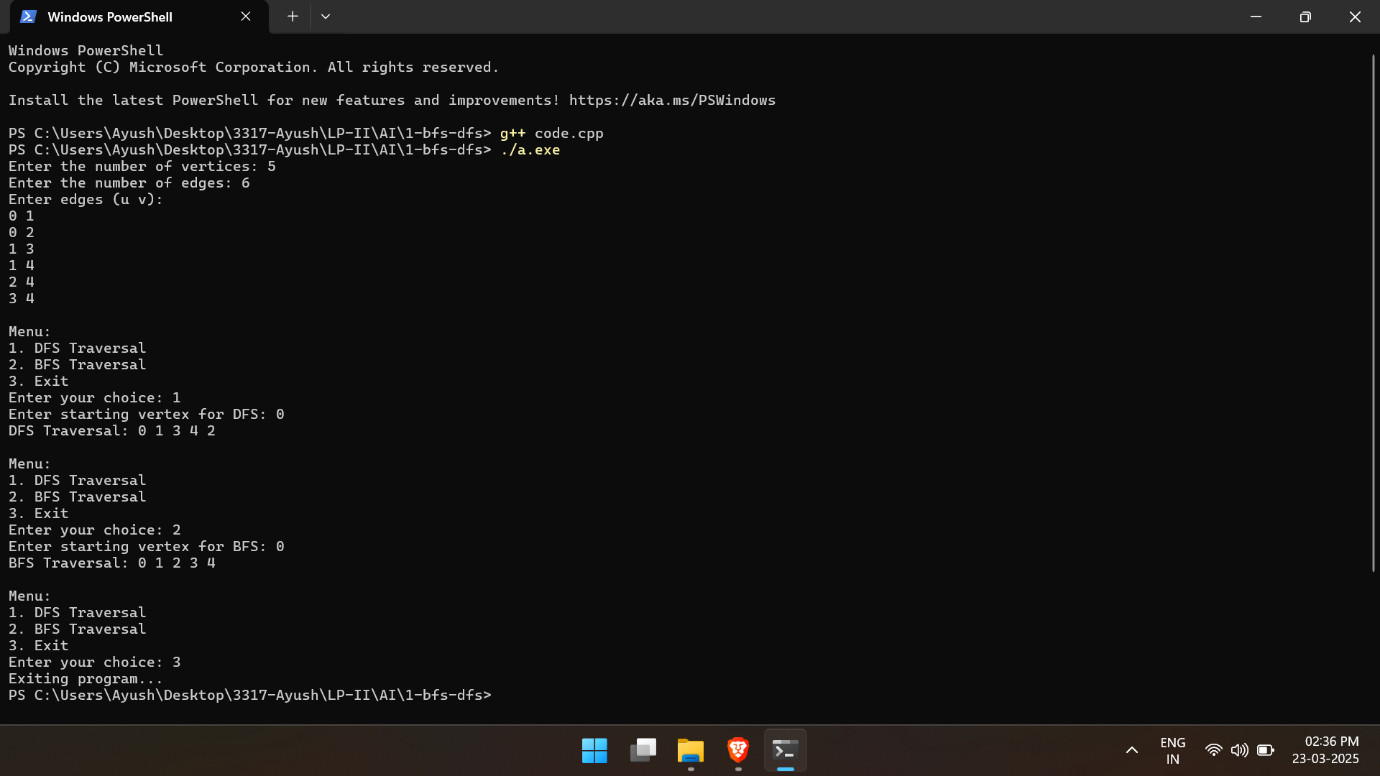 Windows PowerShell
Windows PowerShell
Copyright (C) Microsoft Corporation. All rights reserved.
Install the latest PowerShell for new features and improvements! https://aka.ms/PSWindows
PS C:\Users\Ayush\Desktop\3317-Ayush\LP-II\AI\1-bfs-dfs> g++ code.cpp
PS C:\Users\Ayush\Desktop\3317-Ayush\LP-II\AI\1-bfs-dfs> ./a.exe
Enter the number of vertices: 5
Enter the number of edges: 6
Enter edges (u v):
0 1
0 2
1 3
1 4
2 4
3 4
Menu:
1. DFS Traversal
2. BFS Traversal
3. Exit
Enter your choice: 1
Enter starting vertex for DFS: 0
DFS Traversal: 0 1 3 4 2
Menu:
1. DFS Traversal
2. BFS Traversal
3. Exit
Enter your choice: 2
Enter starting vertex for BFS: 0
BFS Traversal: 0 1 2 3 4
Menu:
1. DFS Traversal
2. BFS Traversal
3. Exit
Enter your choice: 3
Exiting program...
PS C:\Users\Ayush\Desktop\3317-Ayush\LP-II\AI\1-bfs-dfs>
ENG
IN
02:36 PM
23-03-2025